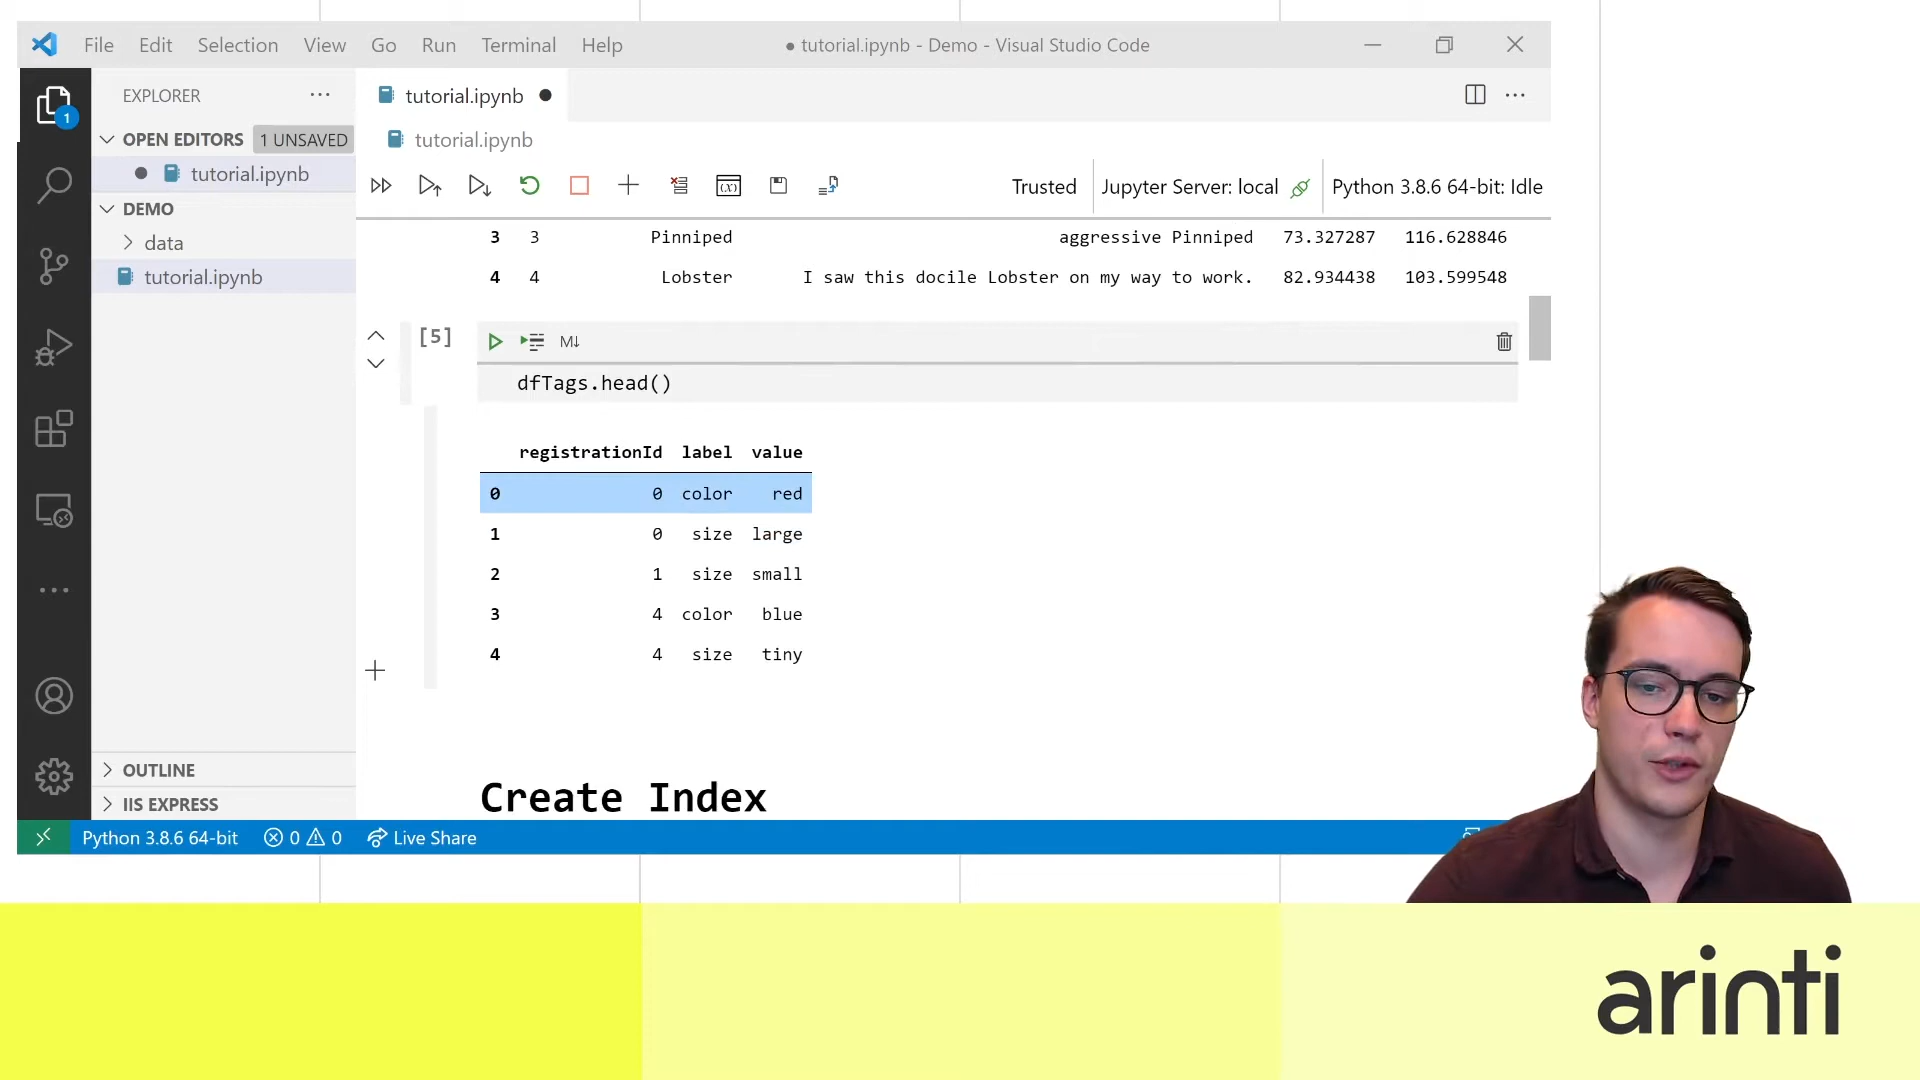 File Edit Selection View Go Run Terminal Help
● tutorial.ipynb - Demo - Visual Studio Code
1
EXPLORER
OPEN EDITORS 1 UNSAVED
tutorial.ipynb
DEMO
data
tutorial.ipynb
OUTLINE
IIS EXPRESS
tutorial.ipynb
tutorial.ipynb
Trusted Jupyter Server: local Python 3.8.6 64-bit: Idle
3 3 Pinniped aggressive Pinniped 73.327287 116.628846
4 4 Lobster I saw this docile Lobster on my way to work. 82.934438 103.599548
[5] M↓
dfTags.head()
registrationId label value
0 0 color red
1 0 size large
2 1 size small
3 4 color blue
4 4 size tiny
Create Index
Python 3.8.6 64-bit 0 0 Live Share
arinti